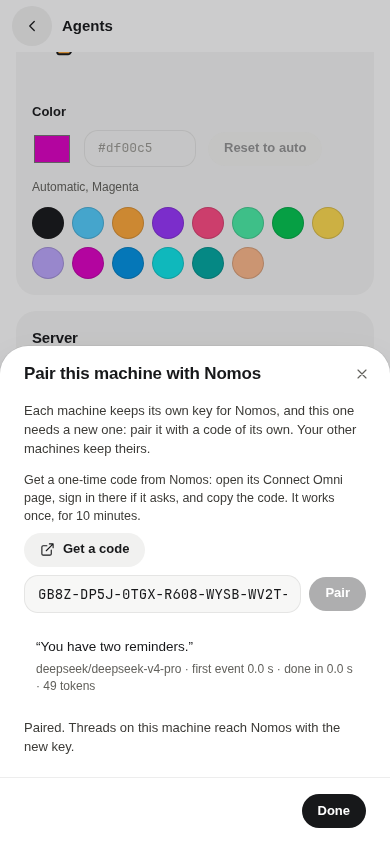 Agents
Color
#df00c5
Reset to auto
Automatic, Magenta
Server
Pair this machine with Nomos
Each machine keeps its own key for Nomos, and this one
needs a new one: pair it with a code of its own. Your other
machines keep theirs.
Get a one-time code from Nomos: open its Connect Omni
page, sign in there if it asks, and copy the code. It works
once, for 10 minutes.
Get a code
GB8Z-DP5J-0TGX-R608-WYSB-WV2T-
Pair
“You have two reminders.”
deepseek/deepseek-v4-pro · first event 0.0 s · done in 0.0 s
· 49 tokens
Paired. Threads on this machine reach Nomos with the
new key.
Done